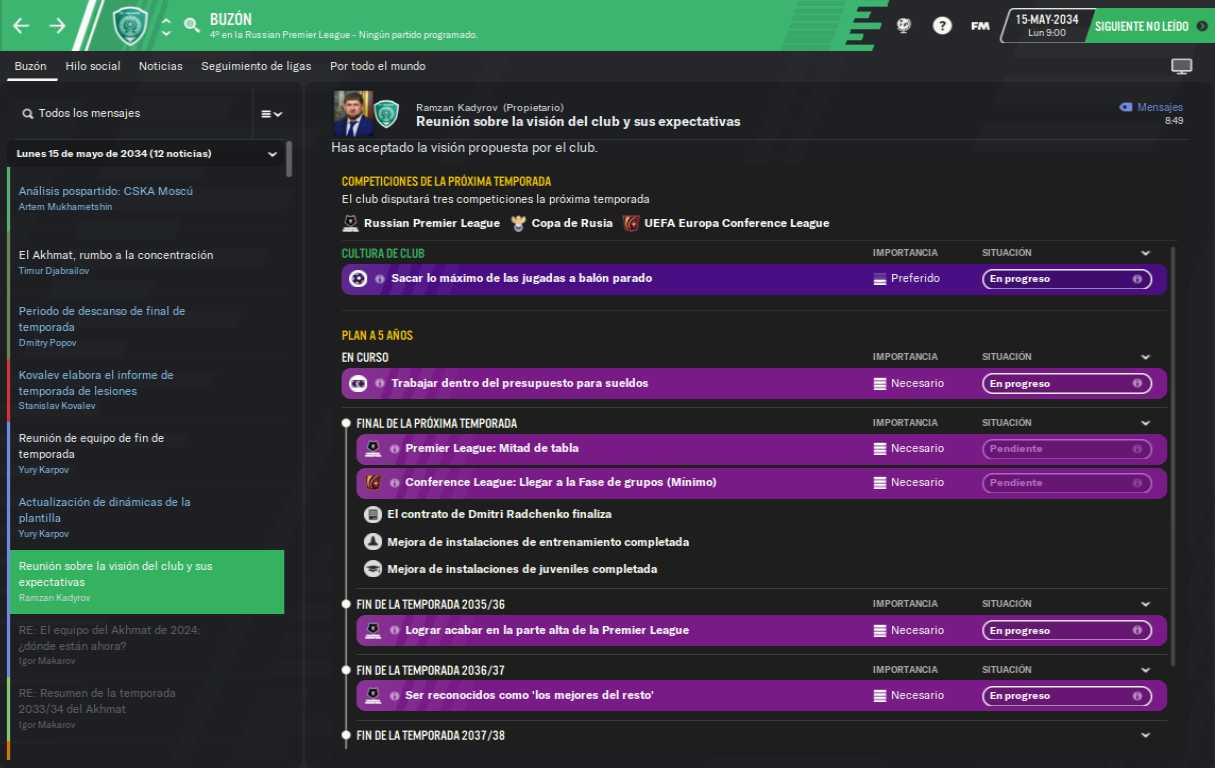 BUZÓN
4º en la Russian Premier League - Ningún partido programado.
?
FM
15-MAY-2034
Lun 9:00
SIGUIENTE NO LEÍDO
Buzón
Hilo social
Noticias
Seguimiento de ligas
Por todo el mundo
Todos los mensajes
Lunes 15 de mayo de 2034 (12 noticias)
Análisis pospartido: CSKA Moscú
Artem Mukhametshin
El Akhmat, rumbo a la concentración
Timur Djabrailov
Periodo de descanso de final de
temporada
Dmitry Popov
Kovalev elabora el informe de
temporada de lesiones
Stanislav Kovalev
Reunión de equipo de fin de
temporada
Yury Karpov
Actualización de dinámicas de la
plantilla
Yury Karpov
Reunión sobre la visión del club y sus
expectativas
Ramzan Kadyrov
RE: El equipo del Akhmat de 2024:
¿dónde están ahora?
Igor Makarov
RE: Resumen de la temporada
2033/34 del Akhmat
Igor Makarov
Ramzan Kadyrov (Propietario)
Reunión sobre la visión del club y sus expectativas
Mensajes
8:49
Has aceptado la visión propuesta por el club.
COMPETICIONES DE LA PRÓXIMA TEMPORADA
El club disputará tres competiciones la próxima temporada
Russian Premier League Copa de Rusia UEFA Europa Conference League
CULTURA DE CLUB IMPORTANCIA SITUACIÓN
Sacar lo máximo de las jugadas a balón parado Preferido En progreso
PLAN A 5 AÑOS
EN CURSO IMPORTANCIA SITUACIÓN
Trabajar dentro del presupuesto para sueldos Necesario En progreso
FINAL DE LA PRÓXIMA TEMPORADA IMPORTANCIA SITUACIÓN
Premier League: Mitad de tabla Necesario Pendiente
Conference League: Llegar a la Fase de grupos (Mínimo) Necesario Pendiente
El contrato de Dmitri Radchenko finaliza
Mejora de instalaciones de entrenamiento completada
Mejora de instalaciones de juveniles completada
FIN DE LA TEMPORADA 2035/36 IMPORTANCIA SITUACIÓN
Lograr acabar en la parte alta de la Premier League Necesario En progreso
FIN DE LA TEMPORADA 2036/37 IMPORTANCIA SITUACIÓN
Ser reconocidos como 'los mejores del resto' Necesario En progreso
FIN DE LA TEMPORADA 2037/38